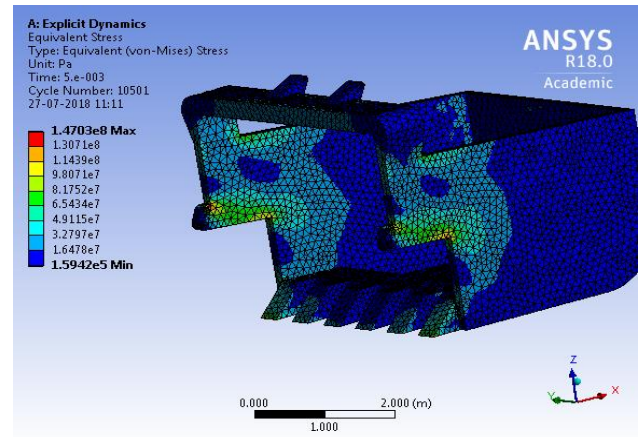 A: Explicit Dynamics
Equivalent Stress
Type: Equivalent (von-Mises) Stress
Unit: Pa
Time: 5.e-003
Cycle Number: 10501
27-07-2018 11:11
ANSYS
R18.0
Academic
1.4703e8 Max
1.3071e8
1.1439e8
9.8071e7
8.1752e7
6.5434e7
4.9115e7
3.2797e7
1.6478e7
1.5942e5 Min
0.000
2.000 (m)
1.000
Z
Y
X